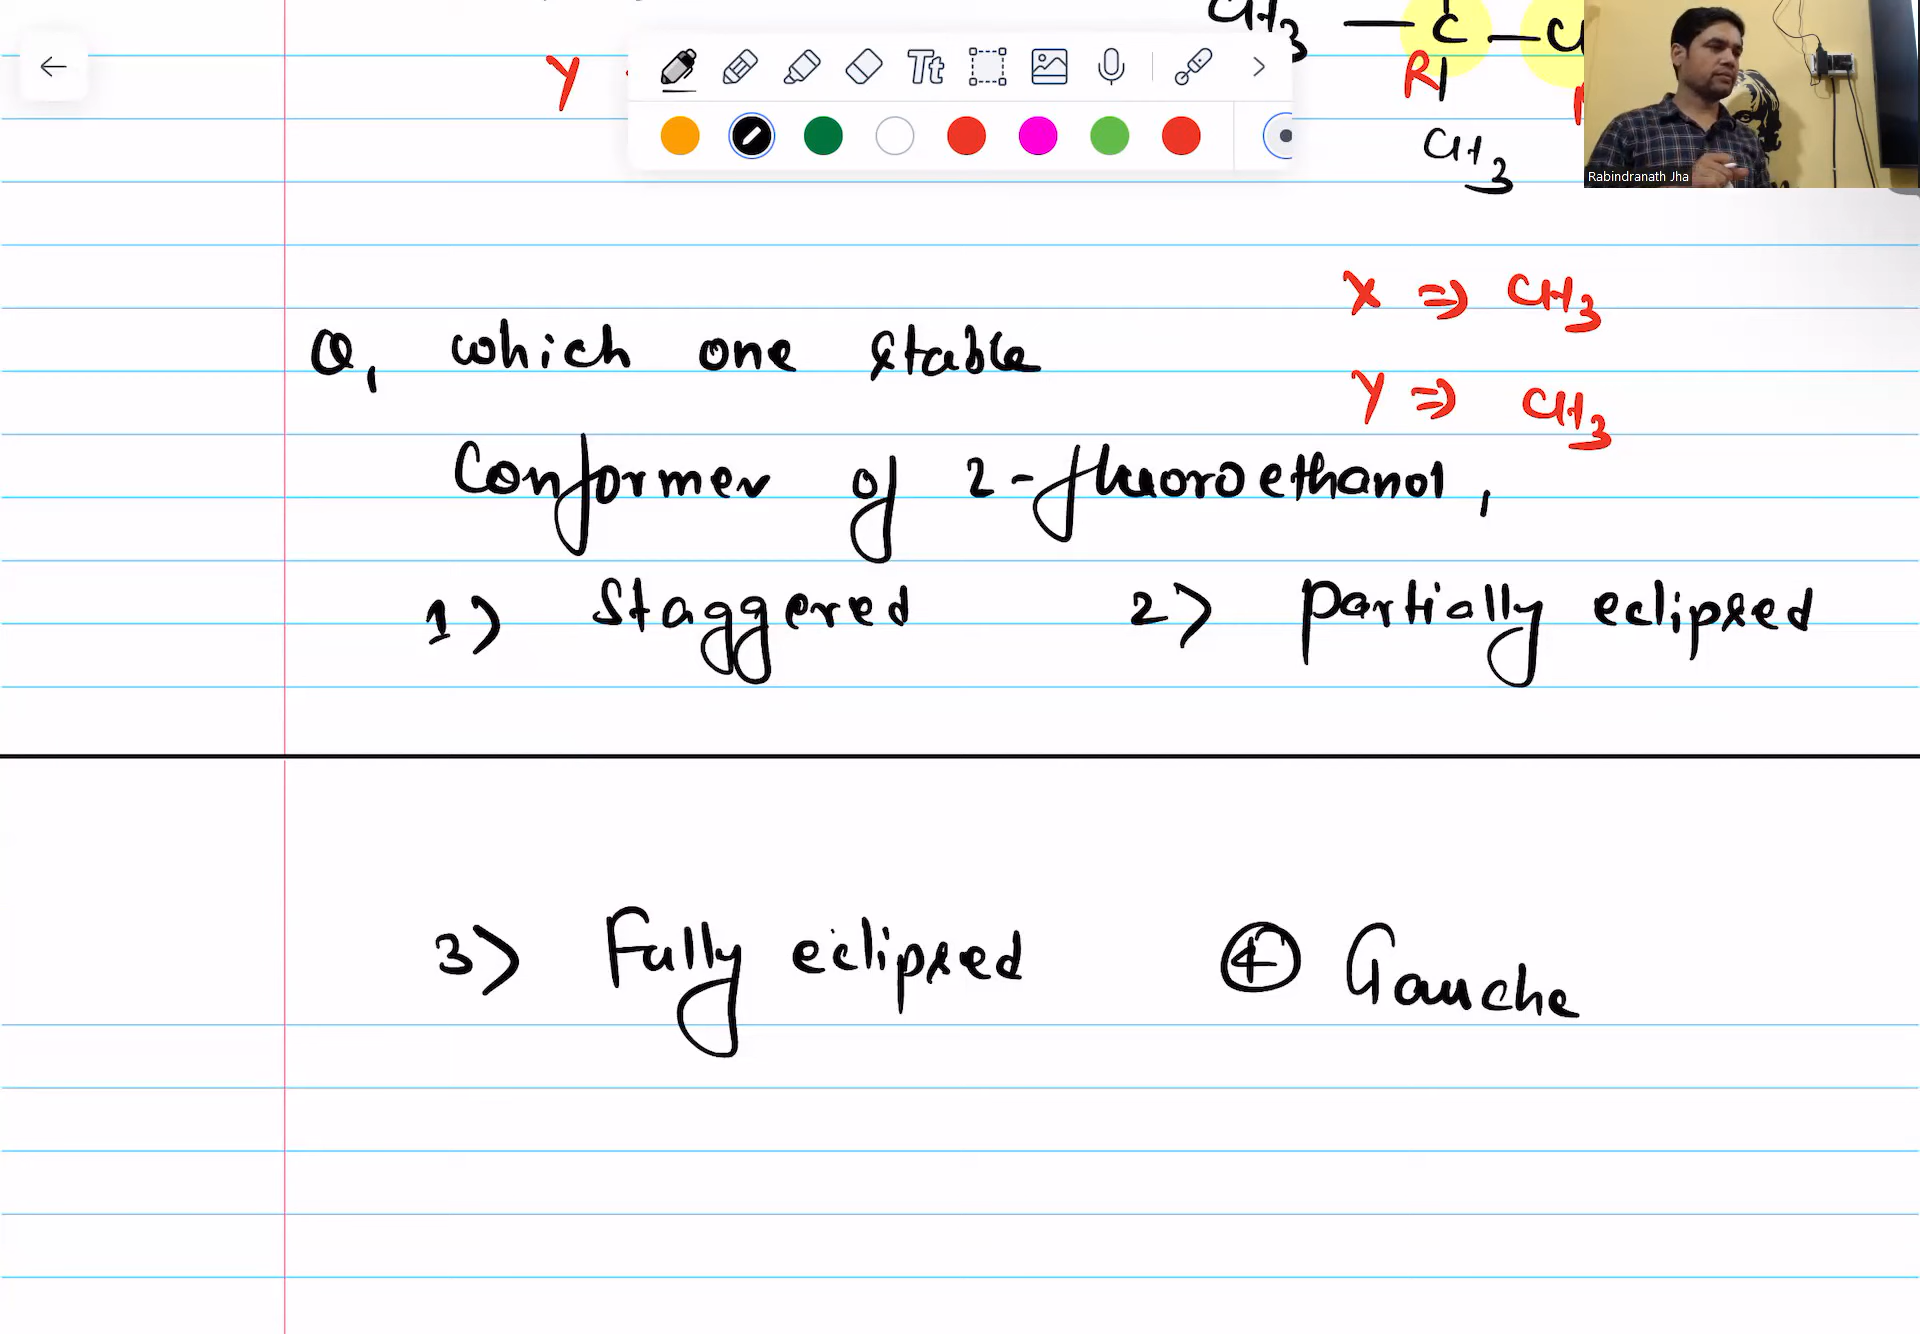 CH3 — C — C
Y
Tt
R
CH3
Rabindranath Jha
X ⇒ CH3
Q, which one stable
Y ⇒ CH3
Conformer of 2-fluoroethanol,
1) Staggered 2> Partially eclipsed
3> Fully eclipsed ④ Gauche